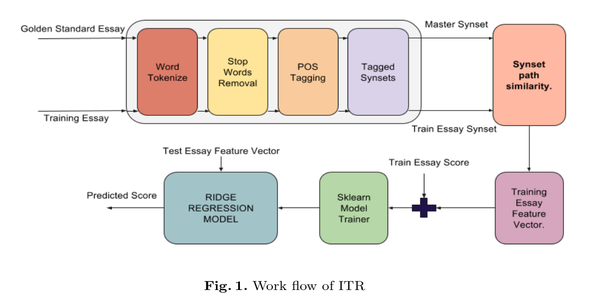 Golden Standard Essay
Master Synset
Word
Tokenize
Stop
Words
Removal
POS
Tagging
Tagged
Synsets
Synset
path
similarity.
Training Essay
Train Essay Synset
Test Essay Feature Vector
Train Essay Score
Predicted Score
RIDGE
REGRESSION
MODEL
Sklearn
Model
Trainer
Training
Essay
Feature
Vector.
Fig. 1. Work flow of ITR